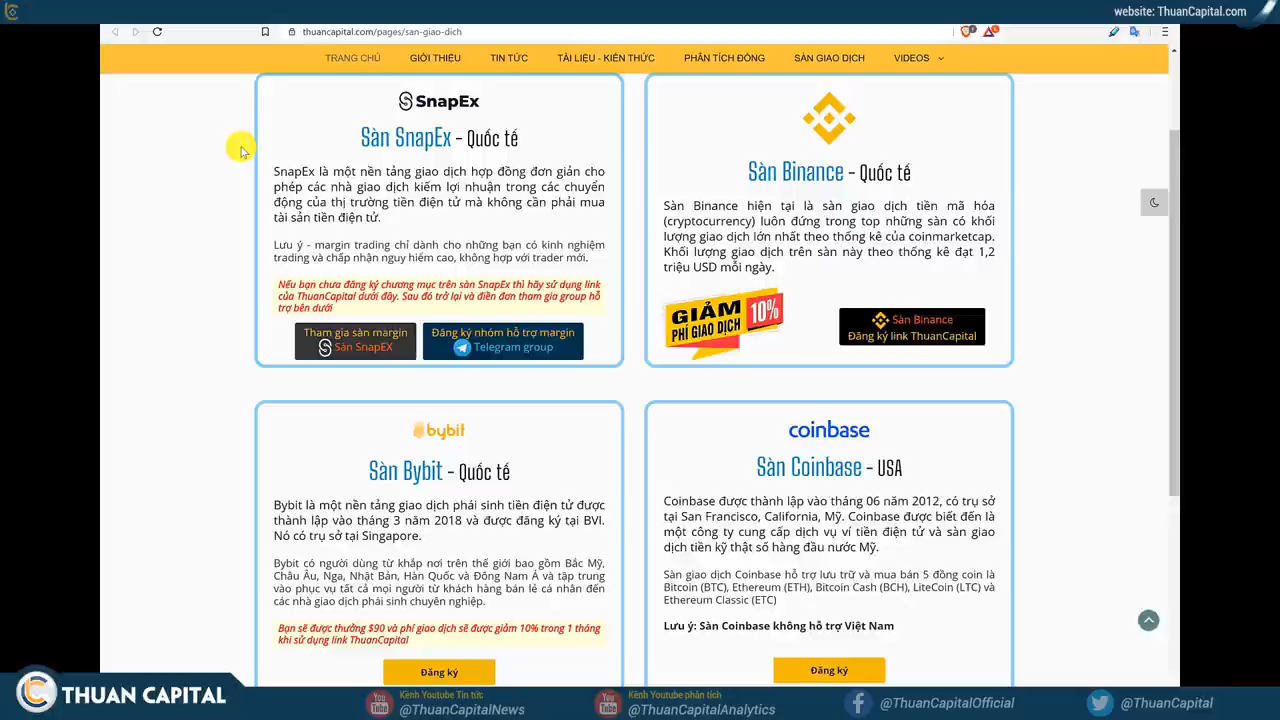 website: ThuanCapital.com
thuancapital.com/pages/san-giao-dich
TRANG CHỦ GIỚI THIỆU TIN TỨC TÀI LIỆU - KIẾN THỨC PHÂN TÍCH ĐỘNG SÀN GIAO DỊCH VIDEOS
SnapEx
Sàn SnapEx - Quốc tế
SnapEx là một nền tảng giao dịch hợp đồng đơn giản cho
phép các nhà giao dịch kiếm lợi nhuận trong các chuyển
động của thị trường tiền điện tử mà không cần phải mua
tài sản tiền điện tử.
Lưu ý - margin trading chỉ dành cho những bạn có kinh nghiệm
trading và chấp nhận nguy hiểm cao, không hợp với trader mới.
Nếu bạn chưa đăng ký chương mục trên sàn SnapEx thì hãy sử dụng link
của ThuanCapital dưới đây. Sau đó trở lại và điền đơn tham gia group hỗ
trợ bên dưới
Tham gia sàn margin
Sàn SnapEX
Đăng ký nhóm hỗ trợ margin
Telegram group
Sàn Binance - Quốc tế
Sàn Binance hiện tại là sàn giao dịch tiền mã hóa
(cryptocurrency) luôn đứng trong top những sàn có khối
lượng giao dịch lớn nhất theo thống kê của coinmarketcap.
Khối lượng giao dịch trên sàn này theo thống kê đạt 1,2
triệu USD mỗi ngày.
GIẢM
PHÍ GIAO DỊCH
10%
Sàn Binance
Đăng ký link ThuanCapital
bybit
Sàn Bybit - Quốc tế
Bybit là một nền tảng giao dịch phái sinh tiền điện tử được
thành lập vào tháng 3 năm 2018 và được đăng ký tại BVI.
Nó có trụ sở tại Singapore.
Bybit có người dùng từ khắp nơi trên thế giới bao gồm Bắc Mỹ,
Châu Âu, Nga, Nhật Bản, Hàn Quốc và Đông Nam Á và tập trung
vào phục vụ tất cả mọi người từ khách hàng bán lẻ cá nhân đến
các nhà giao dịch phái sinh chuyên nghiệp.
Bạn sẽ được thưởng $90 và phí giao dịch sẽ được giảm 10% trong 1 tháng
khi sử dụng link ThuanCapital
Đăng ký
coinbase
Sàn Coinbase - USA
Coinbase được thành lập vào tháng 06 năm 2012, có trụ sở
tại San Francisco, California, Mỹ. Coinbase được biết đến là
một công ty cung cấp dịch vụ ví tiền điện tử và sàn giao
dịch tiền kỹ thật số hàng đầu nước Mỹ.
Sàn giao dịch Coinbase hỗ trợ lưu trữ và mua bán 5 đồng coin là
Bitcoin (BTC), Ethereum (ETH), Bitcoin Cash (BCH), LiteCoin (LTC) và
Ethereum Classic (ETC)
Lưu ý: Sàn Coinbase không hỗ trợ Việt Nam
Đăng ký
THUAN CAPITAL
You Tube
Kênh Youtube Tin tức
@ThuanCapitalNews
You Tube
Kênh Youtube phân tích
@ThuanCapitalAnalytics
@ThuanCapitalOfficial
@ThuanCapital